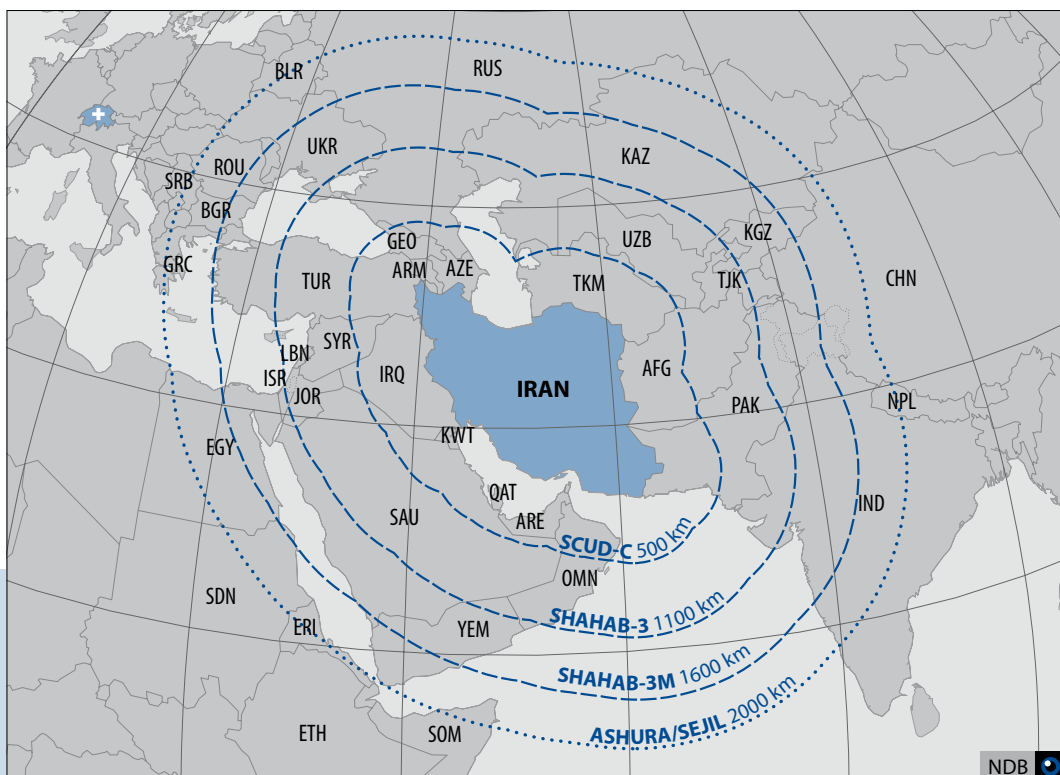 BLR
RUS
UKR
KAZ
ROU
SRB
BGR
KGZ
GEO
UZB
GRC
ARM
AZE
TKM
TJK
CHN
TUR
SYR
LBN
IRQ
AFG
ISR
JOR
IRAN
PAK
NPL
KWT
EGY
QAT
IND
SAU
ARE
SCUD-C 500 km
OMN
SDN
SHAHAB-3 1100 km
ERI
YEM
SHAHAB-3M 1600 km
ASHURA/SEJIL 2000 km
ETH
SOM
NDB